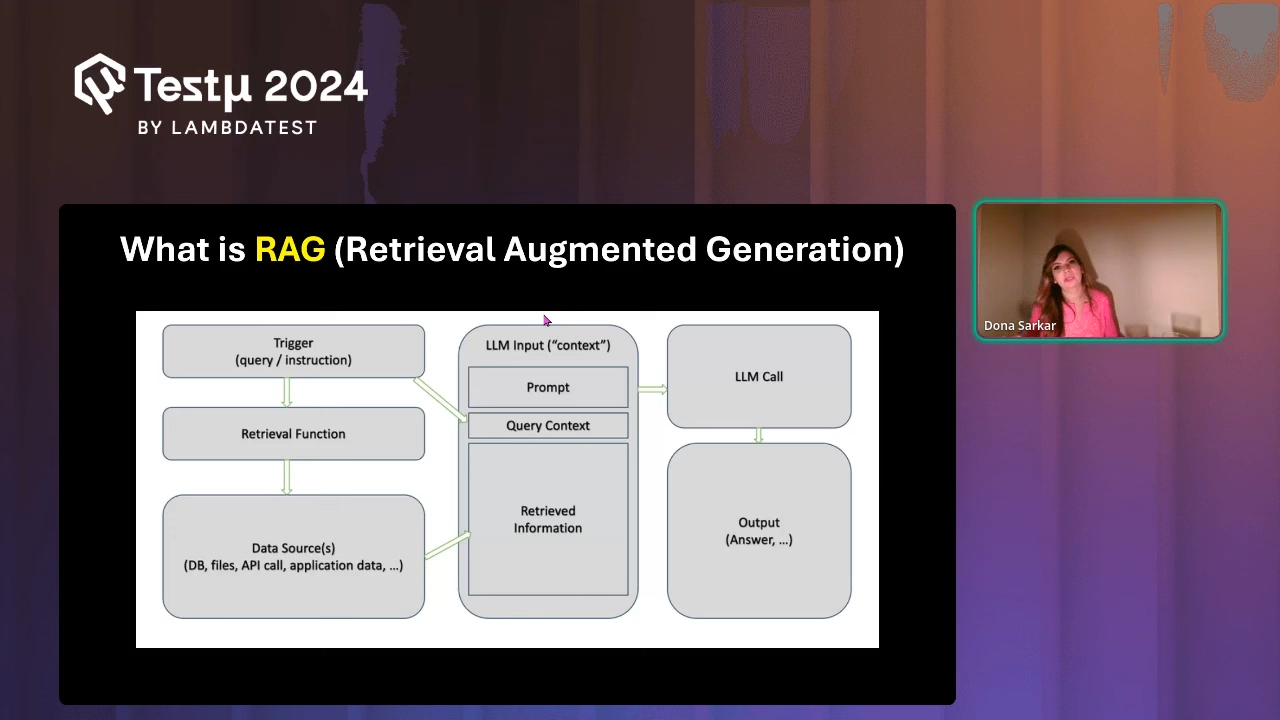 Testμ 2024
BY LAMBDATEST
What is RAG (Retrieval Augmented Generation)
Trigger
(query / instruction)
Retrieval Function
Data Source(s)
(DB, files, API call, application data, ...)
LLM Input (“context”)
Prompt
Query Context
Retrieved
Information
LLM Call
Output
(Answer, ...)
Dona Sarkar